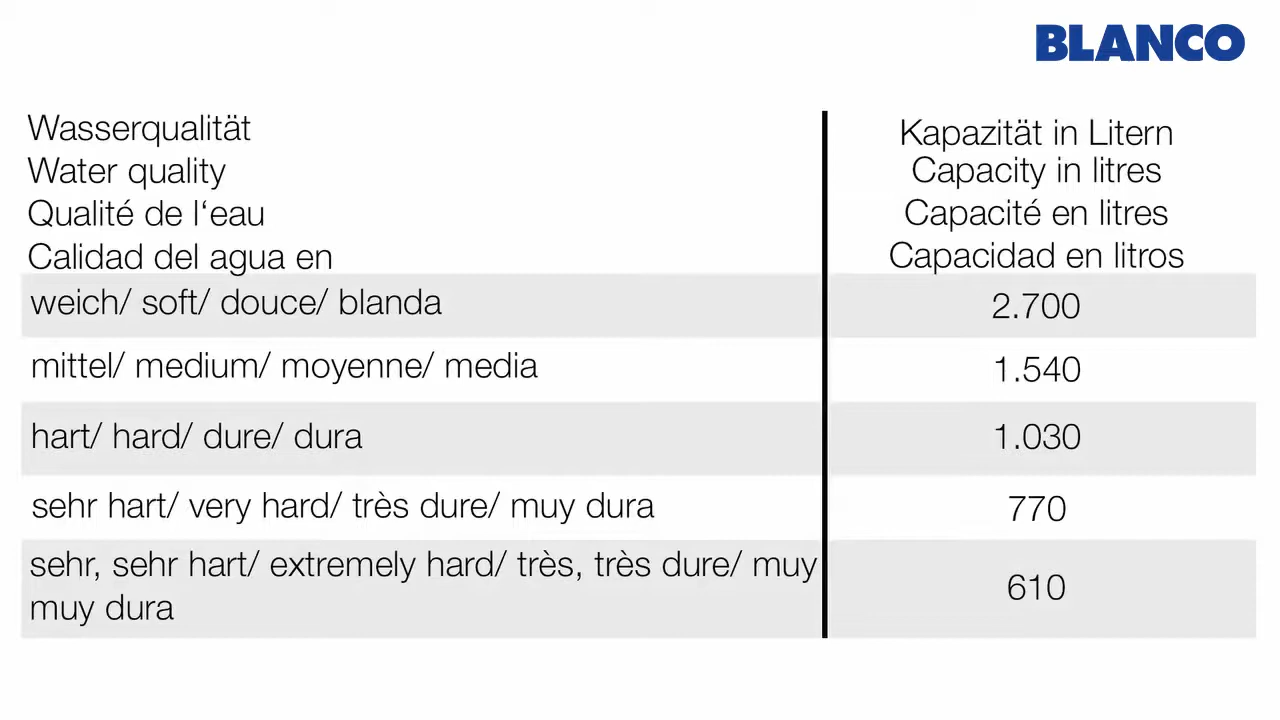 BLANCO
Wasserqualität
Water quality
Qualité de l‘eau
Calidad del agua en
Kapazität in Litern
Capacity in litres
Capacité en litres
Capacidad en litros
weich/ soft/ douce/ blanda
2.700
mittel/ medium/ moyenne/ media
1.540
hart/ hard/ dure/ dura
1.030
sehr hart/ very hard/ très dure/ muy dura
770
sehr, sehr hart/ extremely hard/ très, très dure/ muy
muy dura
610